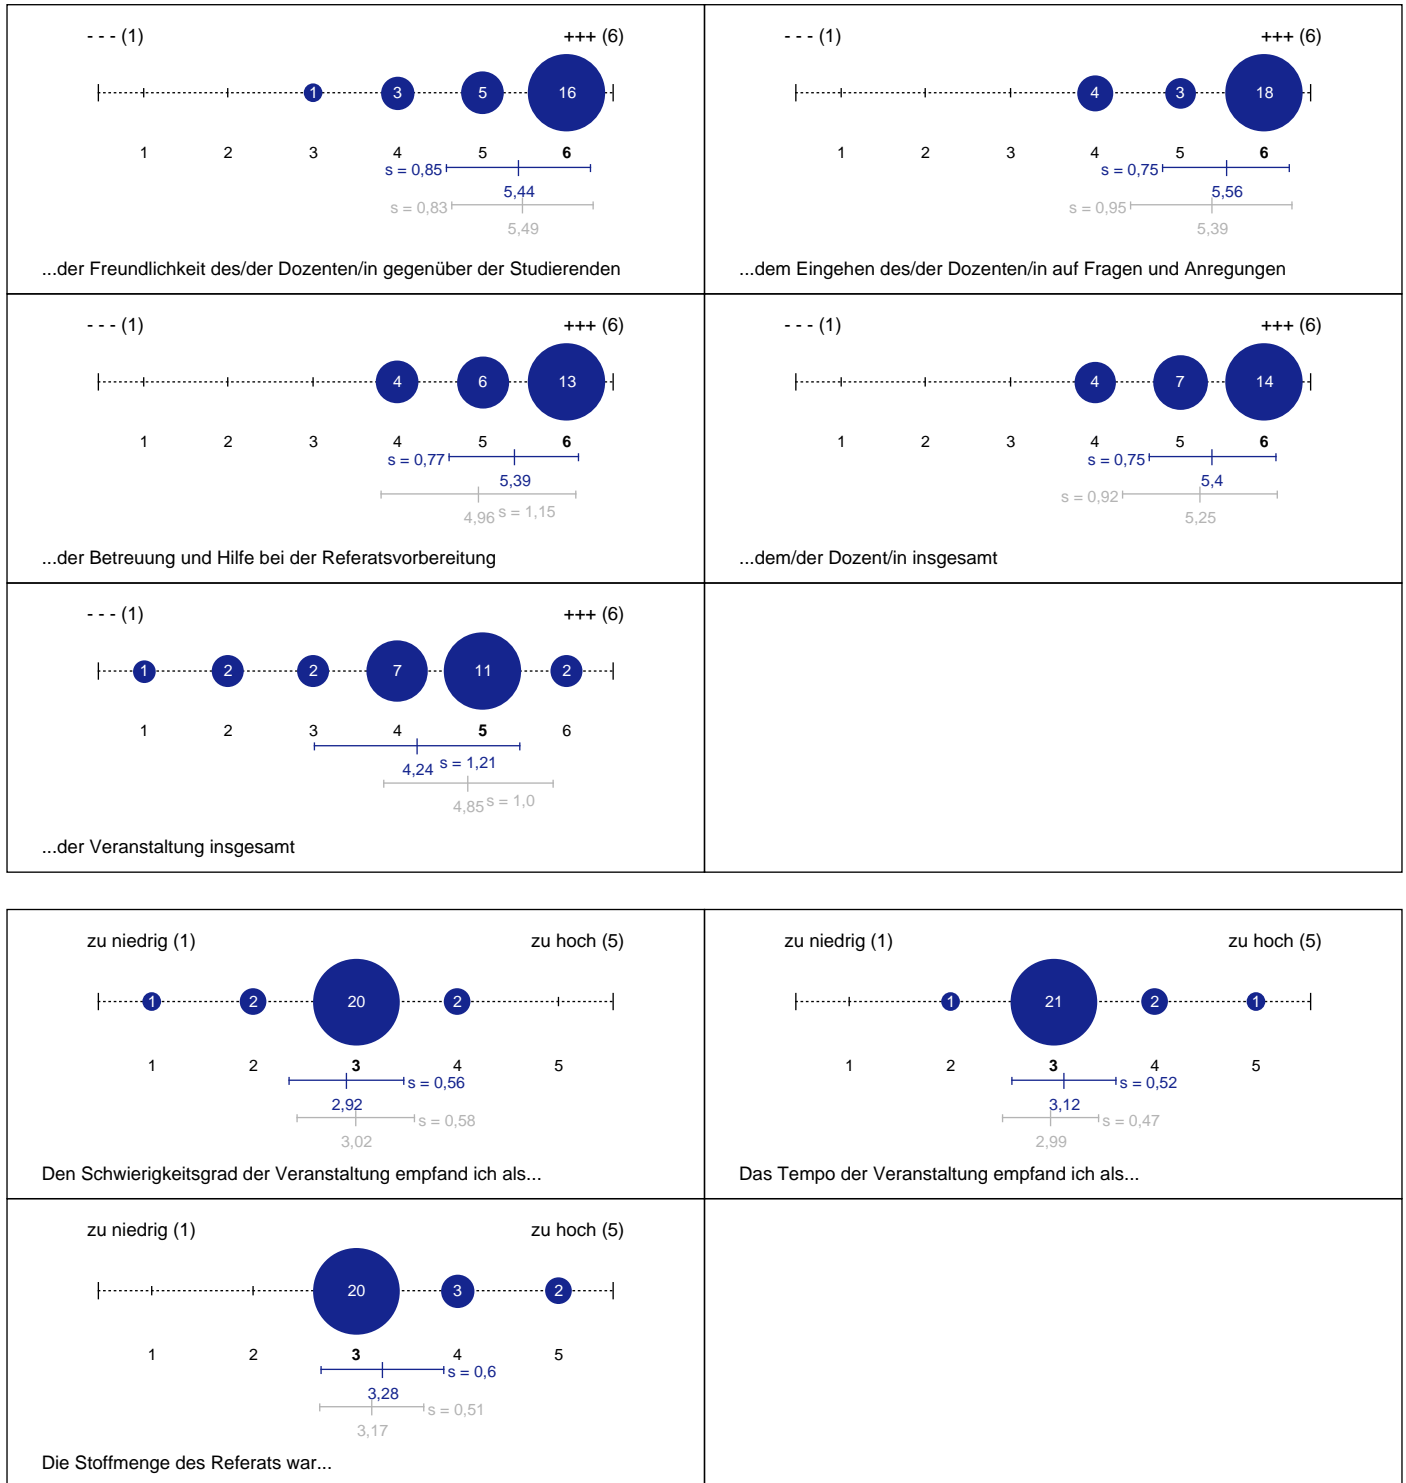 - - - (1) +++ (6)
1 3 5 16
1 2 3 4 5 6
s = 0,85
5,44
s = 0,83
5,49
...der Freundlichkeit des/der Dozenten/in gegenüber der Studierenden
- - - (1) +++ (6)
4 3 18
1 2 3 4 5 6
s = 0,75
5,56
s = 0,95
5,39
...dem Eingehen des/der Dozenten/in auf Fragen und Anregungen
- - - (1) +++ (6)
4 6 13
1 2 3 4 5 6
s = 0,77
5,39
4,96 s = 1,15
...der Betreuung und Hilfe bei der Referatsvorbereitung
- - - (1) +++ (6)
4 7 14
1 2 3 4 5 6
s = 0,75
5,4
s = 0,92
5,25
...dem/der Dozent/in insgesamt
- - - (1) +++ (6)
1 2 2 7 11 2
1 2 3 4 5 6
4,24 s = 1,21
4,85 s = 1,0
...der Veranstaltung insgesamt
zu niedrig (1) zu hoch (5)
1 2 20 2
1 2 3 4 5
s = 0,56
2,92
s = 0,58
3,02
Den Schwierigkeitsgrad der Veranstaltung empfand ich als...
zu niedrig (1) zu hoch (5)
1 21 2 1
1 2 3 4 5
s = 0,52
3,12
s = 0,47
2,99
Das Tempo der Veranstaltung empfand ich als...
zu niedrig (1) zu hoch (5)
20 3 2
1 2 3 4 5
s = 0,6
3,28
s = 0,51
3,17
Die Stoffmenge des Referats war...